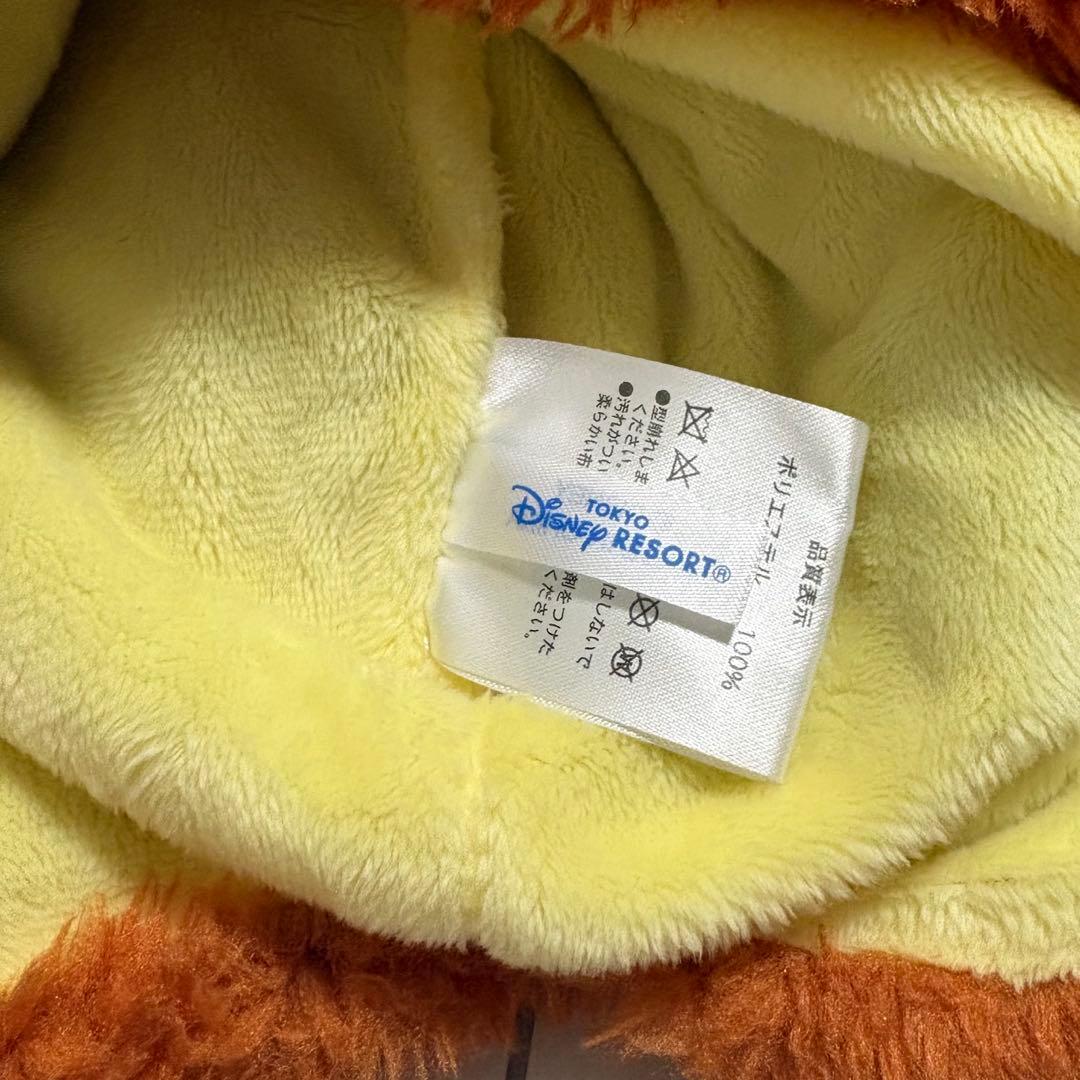 品質表示
ポリエステル 100%
●型崩れしま
はしないで
ください。
●汚れがつい
剤をつけた
柔らかい布
ください。
TOKYO
Disney RESORT®